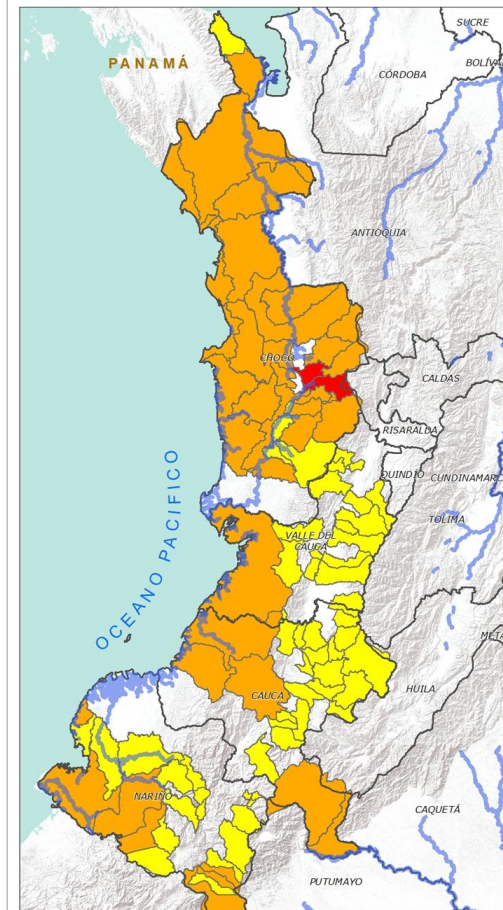 SUCRE
PANAMÁ
BOLÍVA
CÓRDOBA
ANTIOQUIA
CHOCÓ
CALDAS
RISARALDA
QUINDÍO
CUNDINAMARC
TOLIMA
VALLE DEL
CAUCA
OCEANO PACIFICO
META
HUILA
CAUCA
NARIÑO
CAQUETÁ
PUTUMAYO